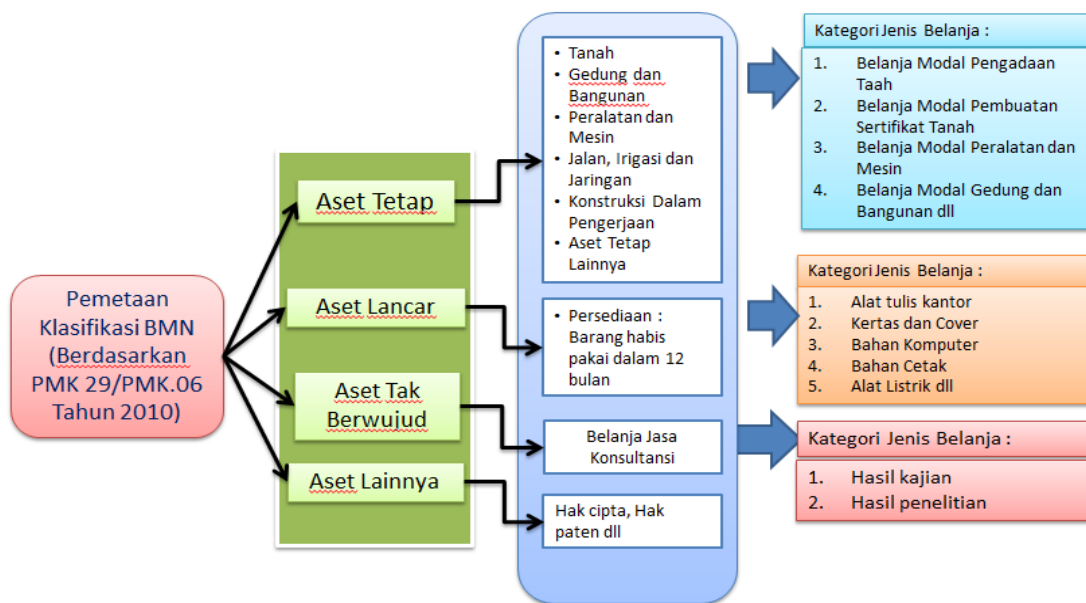 Pemetaan
Klasifikasi BMN
(Berdasarkan
PMK 29/PMK.06
Tahun 2010)
Aset Tetap
Aset Lancar
Aset Tak
Berwujud
Aset Lainnya
• Tanah
• Gedung dan
Bangunan
• Peralatan dan
Mesin
• Jalan, Irigasi dan
Jaringan
• Konstruksi Dalam
Pengerjaan
• Aset Tetap
Lainnya
• Persediaan :
Barang habis
pakai dalam 12
bulan
Belanja Jasa
Konsultansi
Hak cipta, Hak
paten dll
Kategori Jenis Belanja :
1. Belanja Modal Pengadaan
Taah
2. Belanja Modal Pembuatan
Sertifikat Tanah
3. Belanja Modal Peralatan dan
Mesin
4. Belanja Modal Gedung dan
Bangunan dll
Kategori Jenis Belanja :
1. Alat tulis kantor
2. Kertas dan Cover
3. Bahan Komputer
4. Bahan Cetak
5. Alat Listrik dll
Kategori Jenis Belanja :
1. Hasil kajian
2. Hasil penelitian